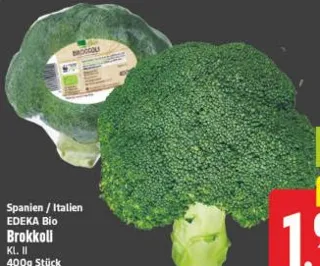 BROCCOLI
Spanien / Italien
EDEKA Bio
Brokkoli
Kl. II
400g Stück
1.